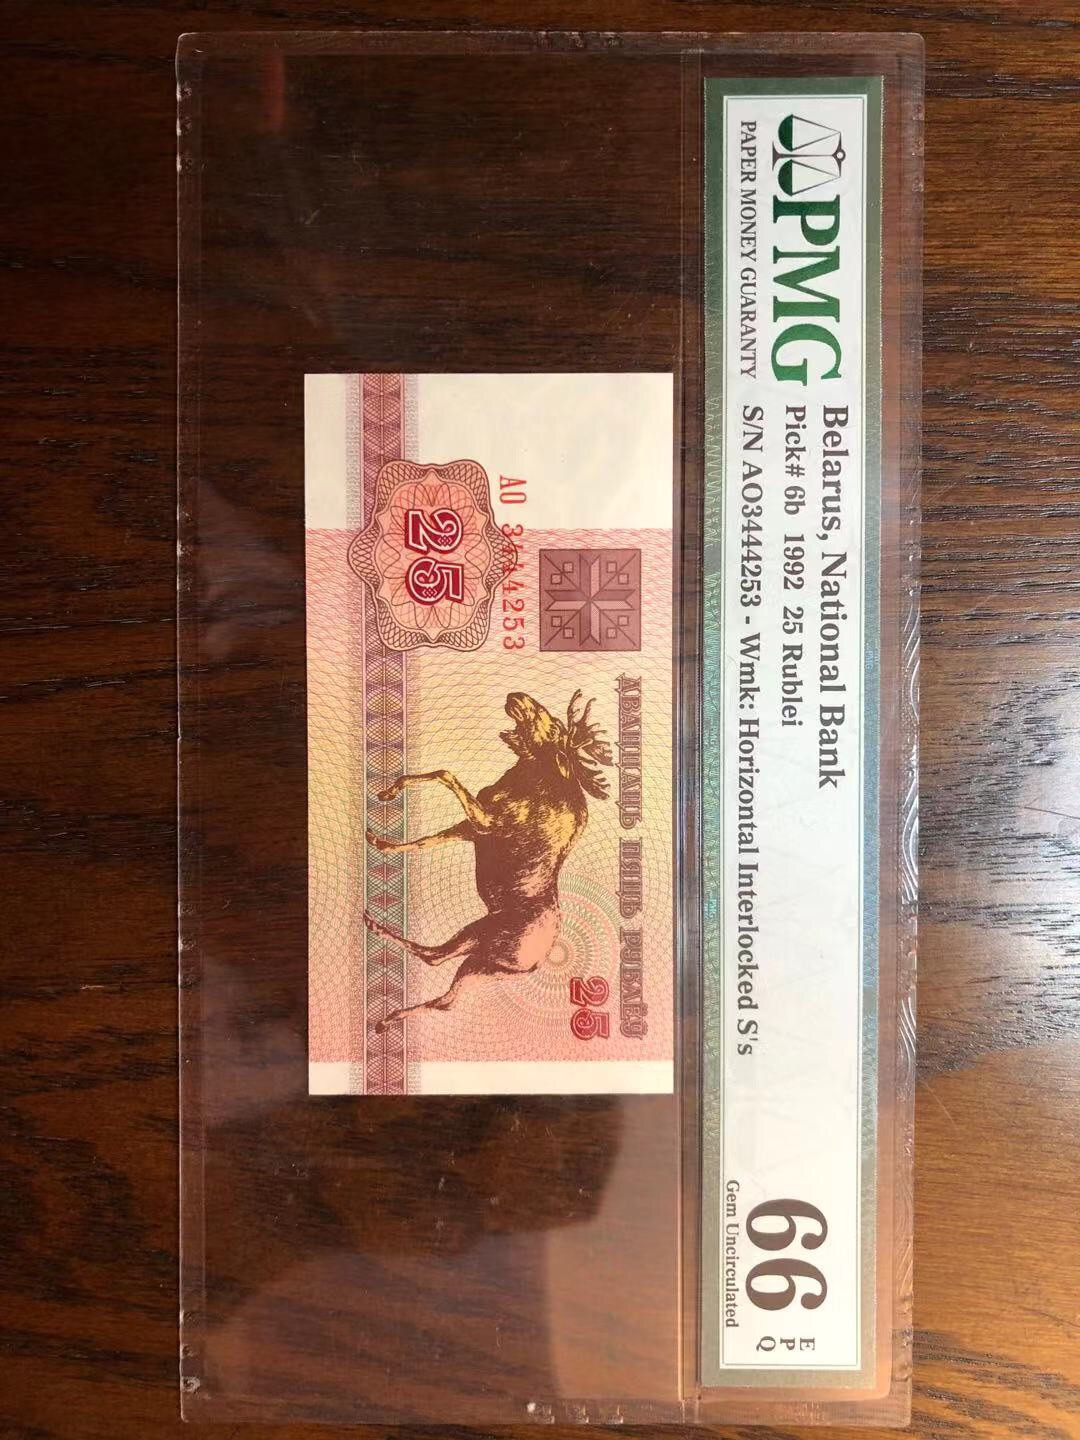 PMG
PAPER MONEY GUARANTY
Belarus, National Bank
Pick# 6b 1992 25 Rublei
S/N AO3444253 - Wmk: Horizontal Interlocked S's
66 EPQ
Gem Uncirculated
ДВАЦЦАЦЬ ПЯЦЬ РУБЛЁЎ
АО 3444253
25
25